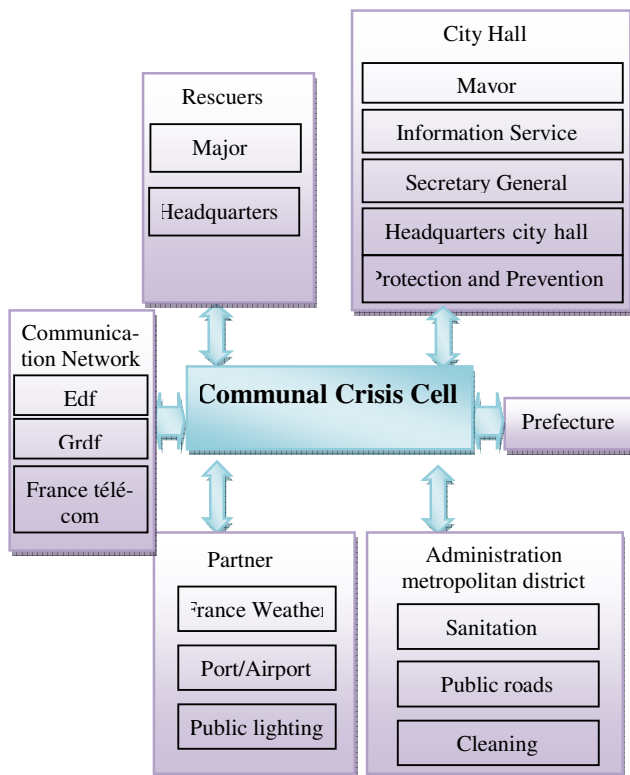 City Hall
Mayor
Information Service
Secretary General
Headquarters city hall
Protection and Prevention
Rescuers
Major
Headquarters
Communica-
tion Network
Edf
Grdf
France télé-
com
Communal Crisis Cell
Prefecture
Partner
France Weather
Port/Airport
Public lighting
Administration
metropolitan district
Sanitation
Public roads
Cleaning